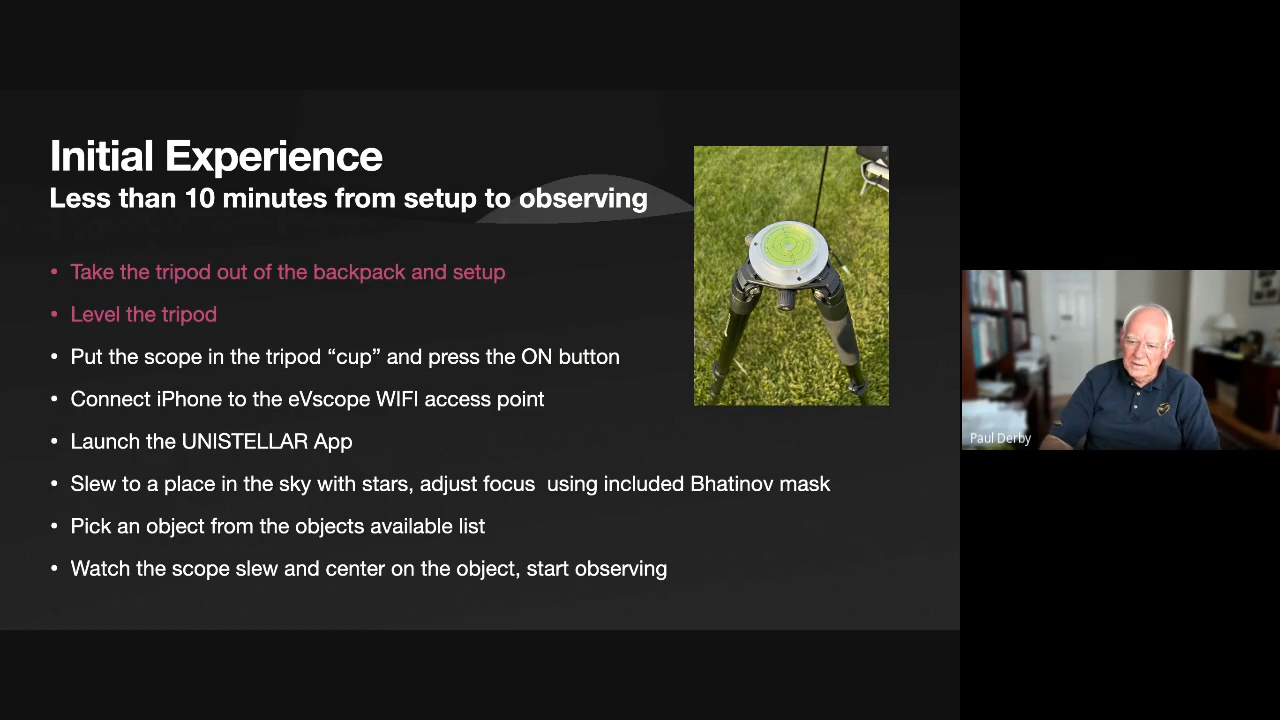 Initial Experience
Less than 10 minutes from setup to observing
• Take the tripod out of the backpack and setup
• Level the tripod
• Put the scope in the tripod “cup” and press the ON button
• Connect iPhone to the eVscope WIFI access point
• Launch the UNISTELLAR App
• Slew to a place in the sky with stars, adjust focus  using included Bhatinov mask
• Pick an object from the objects available list
• Watch the scope slew and center on the object, start observing
Paul Derby